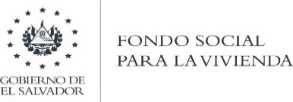 GOBIERNO DE
EL SALVADOR
FONDO SOCIAL
PARA LA VIVIENDA